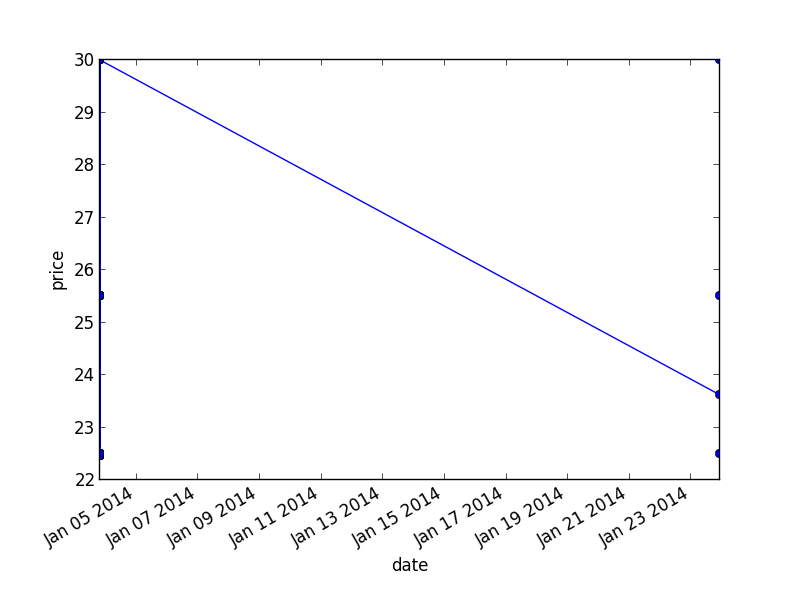 30
29
28
27
26
25
24
23
22
price
Jan 05 2014
Jan 07 2014
Jan 09 2014
Jan 11 2014
Jan 13 2014
Jan 15 2014
Jan 17 2014
Jan 19 2014
Jan 21 2014
Jan 23 2014
date